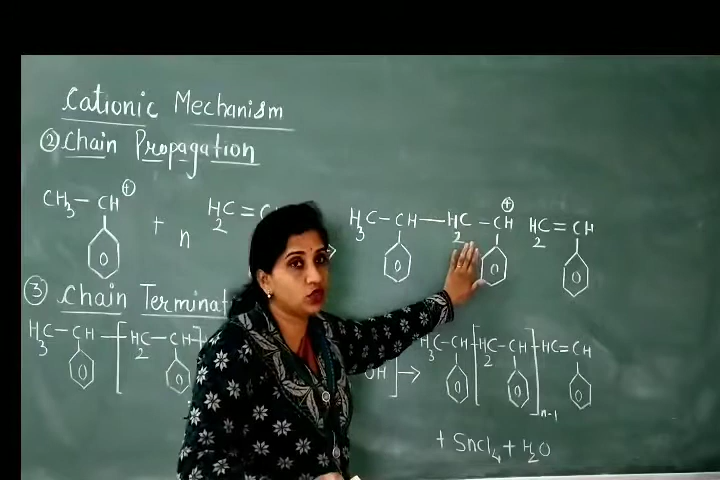 Cationic Mechanism
② Chain Propagation
CH3 — CH ⊕ + n H2C = C H3C — CH — H2C — CH ⊕ H2C = CH
③ Chain Terminat
H3C — CH — [ H2C — CH ] OH ] → H3C — CH [ H2C — CH ] n-1 HC = CH
+ SnCl4 + H2O